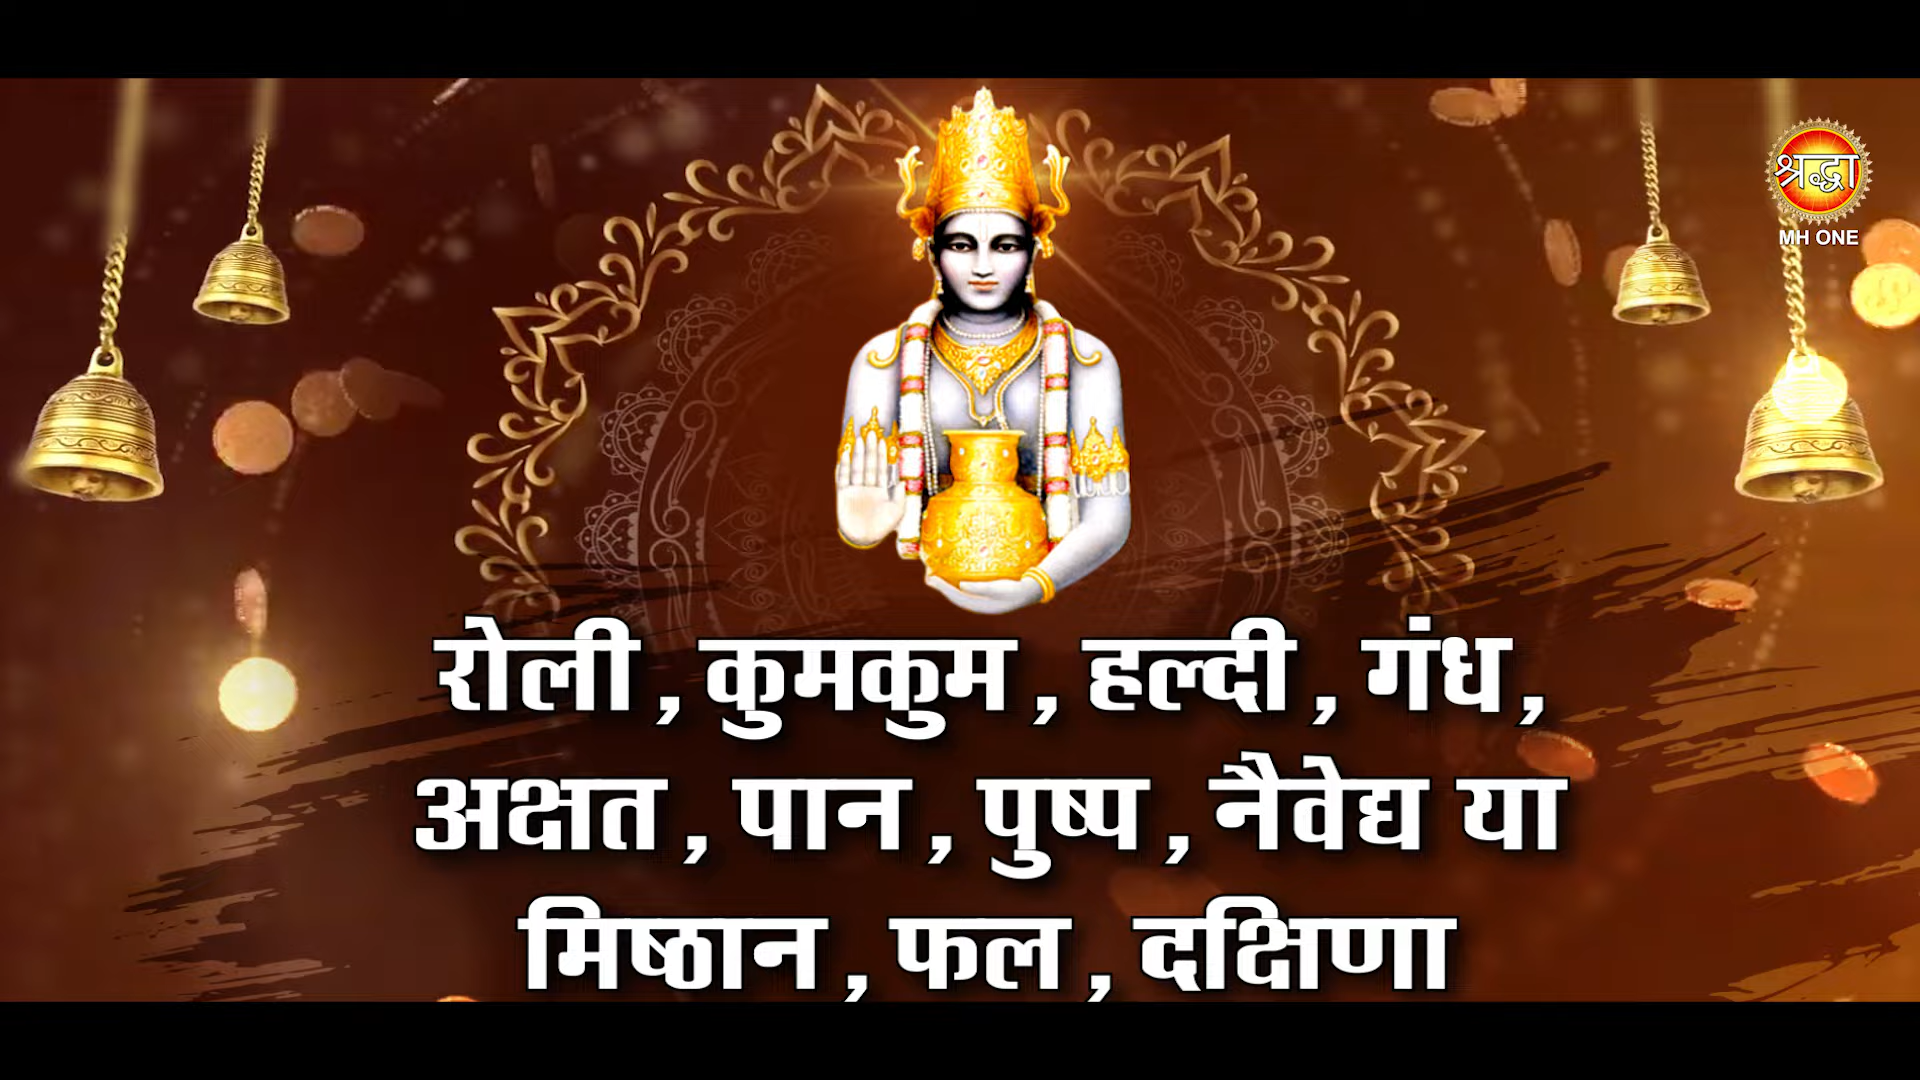 श्रद्धा
MH ONE
रोली , कुमकुम , हल्दी , गंध ,
अक्षत , पान , पुष्प , नैवेद्य या
मिष्ठान , फल , दक्षिणा